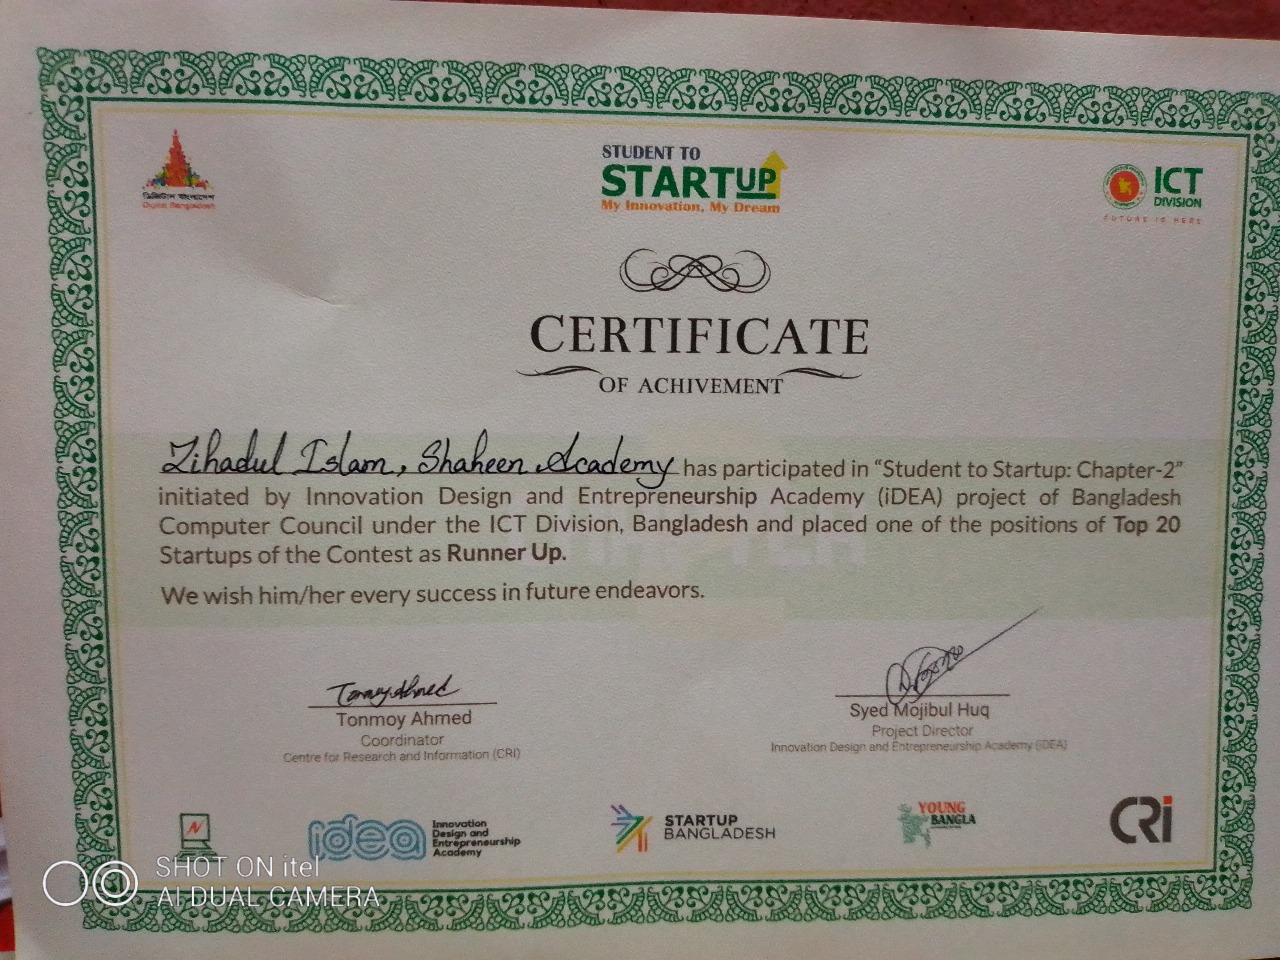 ডিজিটাল বাংলাদেশ
Digital Bangladesh
STUDENT TO
STARTUP
My Innovation, My Dream
ICT
DIVISION
FUTURE IS HERE
CERTIFICATE
OF ACHIVEMENT
Zihadul Islam, Shaheen Academy has participated in “Student to Startup: Chapter-2”
initiated by Innovation Design and Entrepreneurship Academy (iDEA) project of Bangladesh
Computer Council under the ICT Division, Bangladesh and placed one of the positions of Top 20
Startups of the Contest as Runner Up.
We wish him/her every success in future endeavors.
Tonmoy Ahmed
Tonmoy Ahmed
Coordinator
Centre for Research and Information (CRI)
Syed Mojibul Huq
Project Director
Innovation Design and Entrepreneurship Academy (iDEA)
idea
Innovation
Design and
Entrepreneurship
Academy
STARTUP
BANGLADESH
YOUNG
BANGLA
CRi
SHOT ON itel
AI DUAL CAMERA